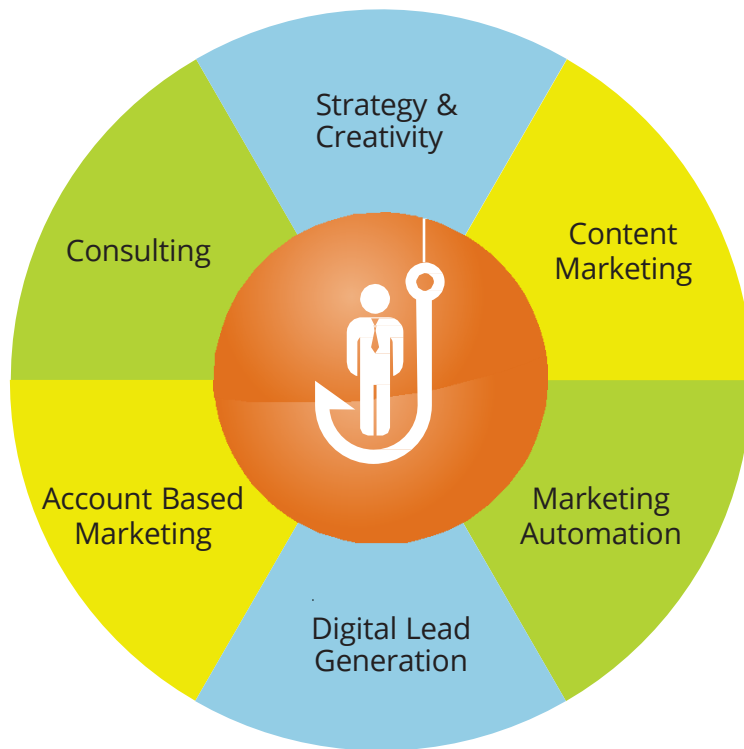 Strategy &
Creativity
Content
Marketing
Marketing
Automation
Digital Lead
Generation
Account Based
Marketing
Consulting